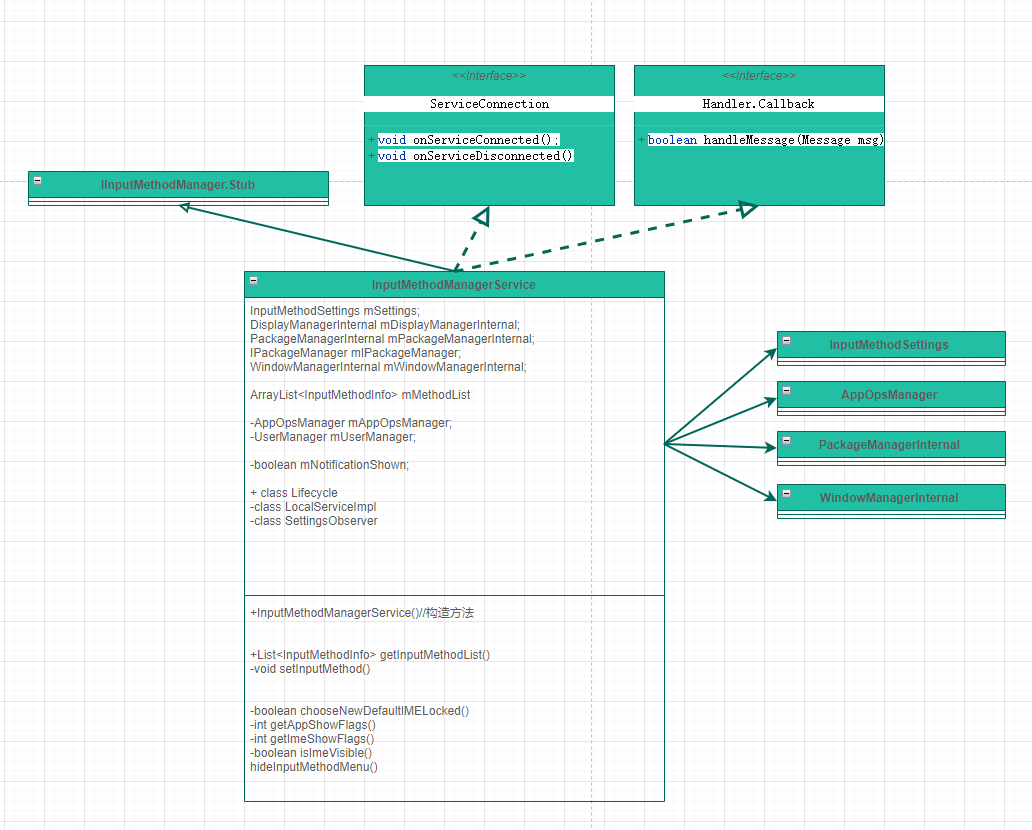 <<Interface>>
ServiceConnection
+ void onServiceConnected();
+ void onServiceDisconnected()
<<Interface>>
Handler.Callback
+ boolean handleMessage(Message msg)
IInputMethodManager.Stub
InputMethodManagerService
InputMethodSettings mSettings;
DisplayManagerInternal mDisplayManagerInternal;
PackageManagerInternal mPackageManagerInternal;
IPackageManager mIPackageManager;
WindowManagerInternal mWindowManagerInternal;
ArrayList<InputMethodInfo> mMethodList
-AppOpsManager mAppOpsManager;
-UserManager mUserManager;
-boolean mNotificationShown;
+ class Lifecycle
-class LocalServiceImpl
-class SettingsObserver
+InputMethodManagerService()//构造方法
+List<InputMethodInfo> getInputMethodList()
-void setInputMethod()
-boolean chooseNewDefaultIMELocked()
-int getAppShowFlags()
-int getImeShowFlags()
-boolean isImeVisible()
hideInputMethodMenu()
InputMethodSettings
AppOpsManager
PackageManagerInternal
WindowManagerInternal